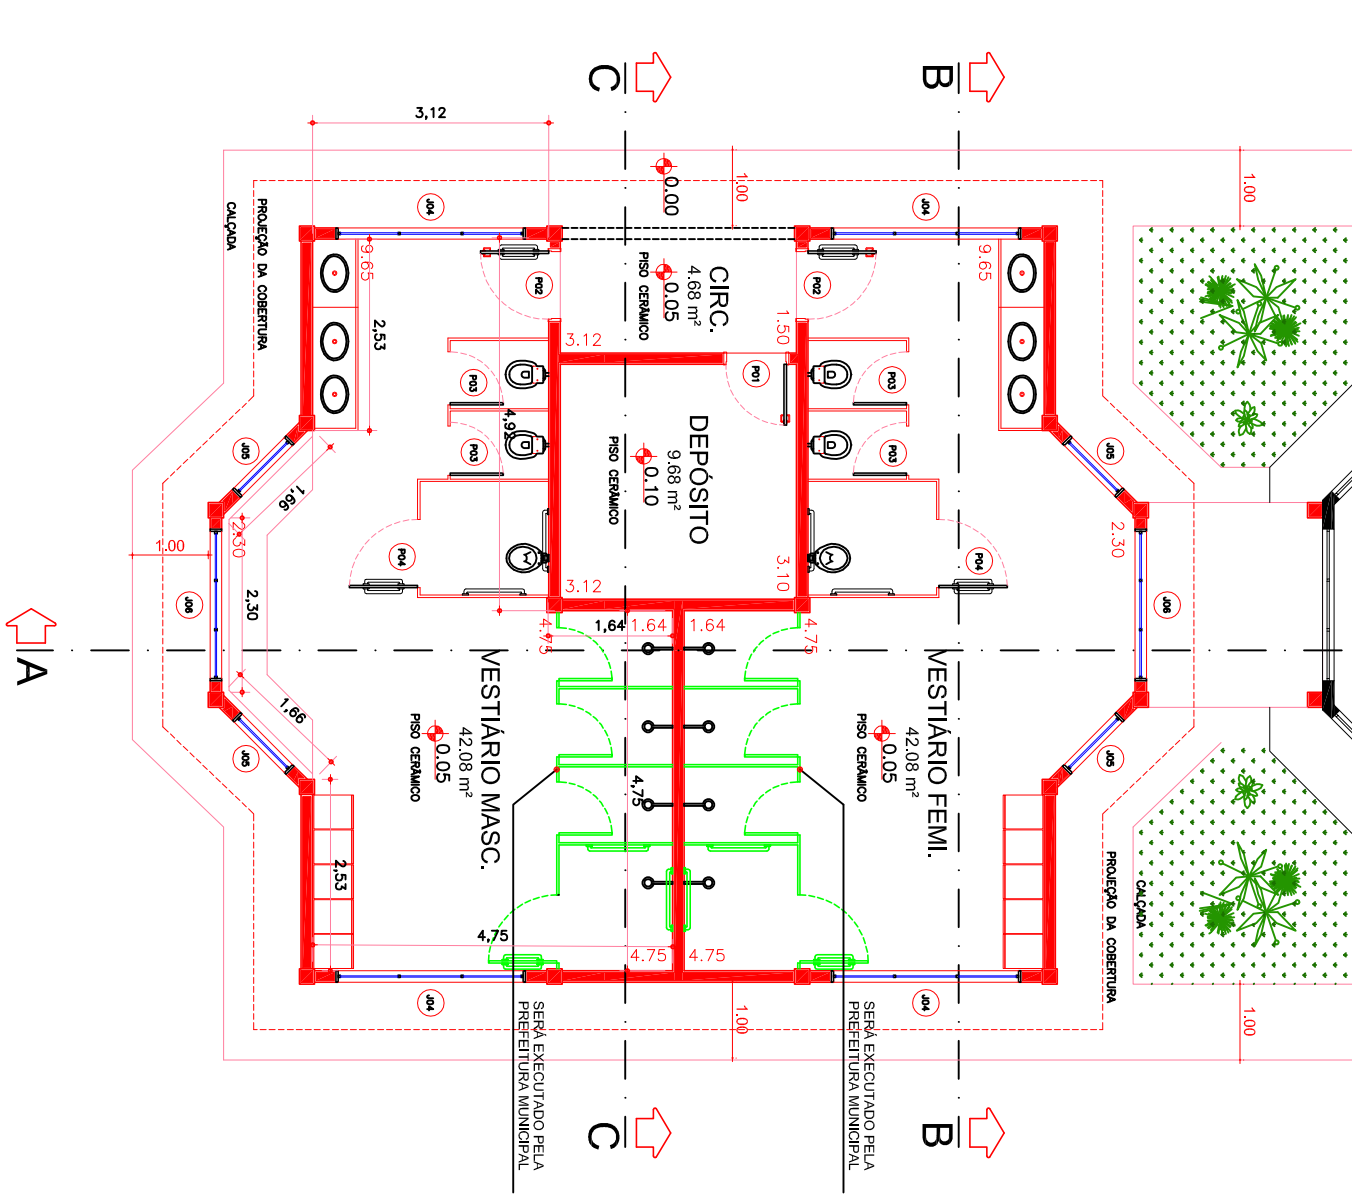 C
B
3,12
0.00
1.00
1.00
J04
J04
PROJEÇÃO DA COBERTURA
CALÇADA
9.65
9.65
2,53
P02
P02
CIRC.
4.68 m²
0.05
PISO CERÂMICO
3.12
1.50
P01
P03
P03
P03
P03
4,92
DEPÓSITO
9.68 m²
0.10
PISO CERÂMICO
J05
J05
1,66
2.30
2.30
1.00
P04
P04
3.12
3.10
J06
J06
2,30
4.75
1,64
1.64
1.64
4.75
A
VESTIÁRIO MASC.
42.08 m²
0.05
PISO CERÂMICO
VESTIÁRIO FEMI.
42.08 m²
0.05
PISO CERÂMICO
1,66
J05
J05
4,75
2,53
4,75
4.75
4.75
PROJEÇÃO DA COBERTURA
CALÇADA
J04
J04
1.00
1.00
SERÁ EXECUTADO PELA
PREFEITURA MUNICIPAL
SERÁ EXECUTADO PELA
PREFEITURA MUNICIPAL
C
B